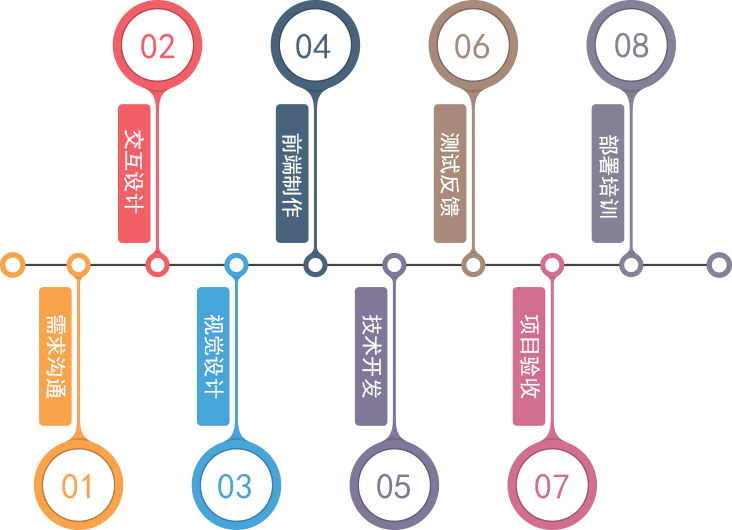 01
需求沟通
02
交互设计
03
视觉设计
04
前端制作
05
技术开发
06
测试反馈
07
项目验收
08
部署培训